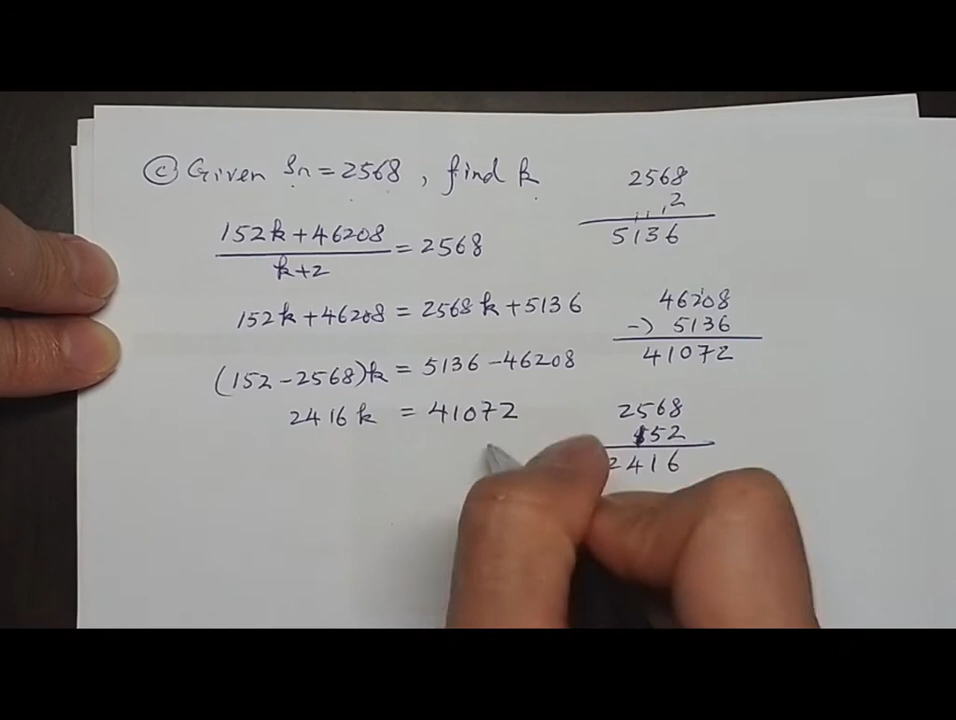 ⓒ Given Sn = 2568 , find k
(152k + 46208)/(k+2) = 2568
152k + 46208 = 2568k + 5136
(152 - 2568)k = 5136 - 46208
2416k = 41072
2568
2
5136
46208
-) 5136
41072
2568
152
2416